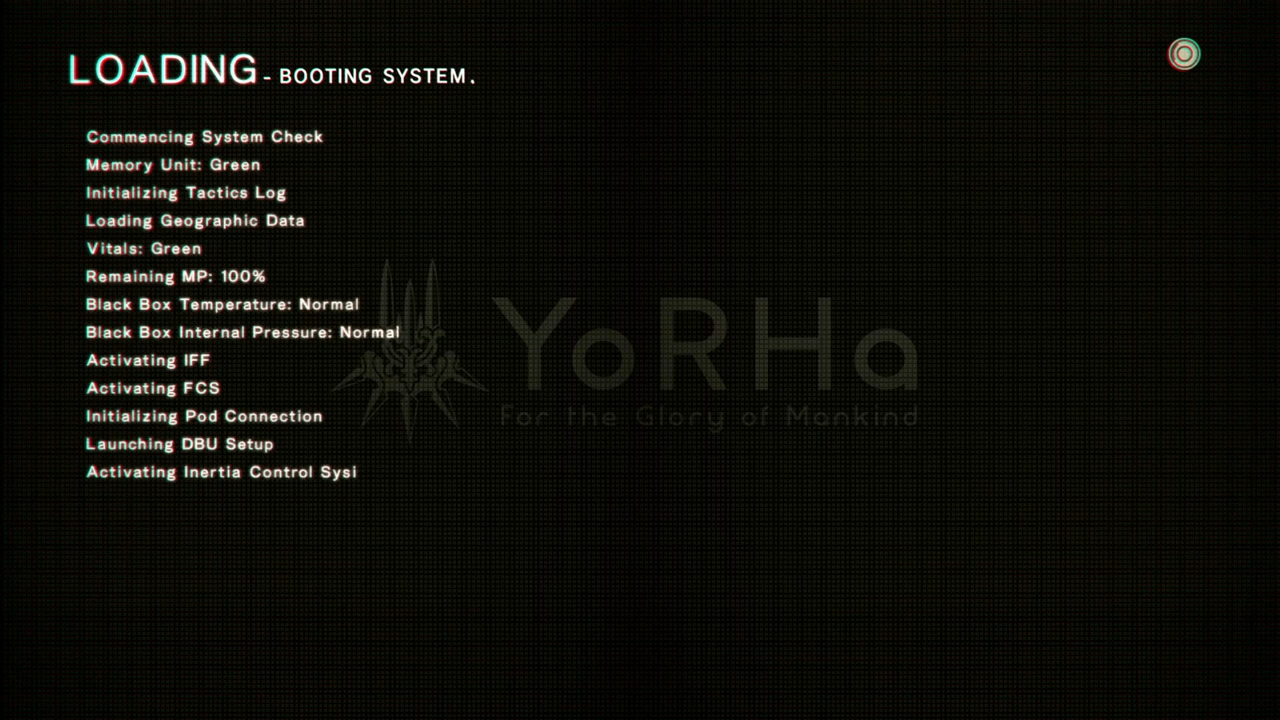 LOADING - BOOTING SYSTEM.
Commencing System Check
Memory Unit: Green
Initializing Tactics Log
Loading Geographic Data
Vitals: Green
Remaining MP: 100%
Black Box Temperature: Normal
Black Box Internal Pressure: Normal
Activating IFF
Activating FCS
Initializing Pod Connection
Launching DBU Setup
Activating Inertia Control Sysi
YoRHa
For the Glory of Mankind